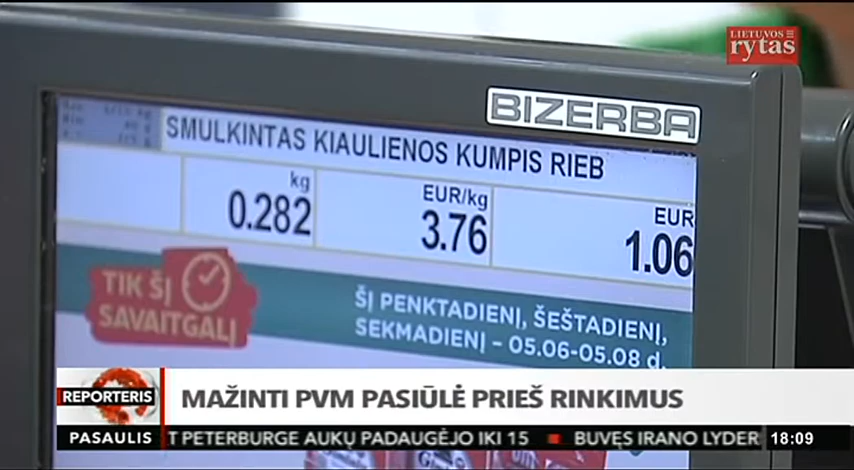 LIETUVOS
rytas
BIZERBA
SMULKINTAS KIAULIENOS KUMPIS RIEB
kg
EUR/kg
EUR
0.282
3.76
1.06
TIK ŠĮ
SAVAITGALĮ
ŠĮ PENKTADIENĮ, ŠEŠTADIENĮ,
SEKMADIENĮ – 05.06-05.08 d.
REPORTERIS
MAŽINTI PVM PASIŪLĖ PRIEŠ RINKIMUS
PASAULIS
T PETERBURGE AUKŲ PADAUGĖJO IKI 15 ■ BUVĘS IRANO LYDER
18:09